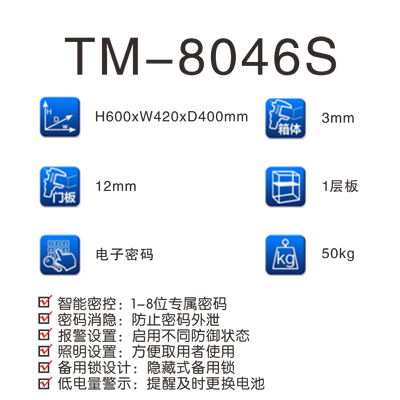 TM-8046S
H600xW420xD400mm
箱体
3mm
门板
12mm
1层板
电子密码
kg
50kg
智能密控：1-8位专属密码
密码消隐：防止密码外泄
报警设置：启用不同防御状态
照明设置：方便取用者使用
备用锁设计：隐藏式备用锁
低电量警示：提醒及时更换电池